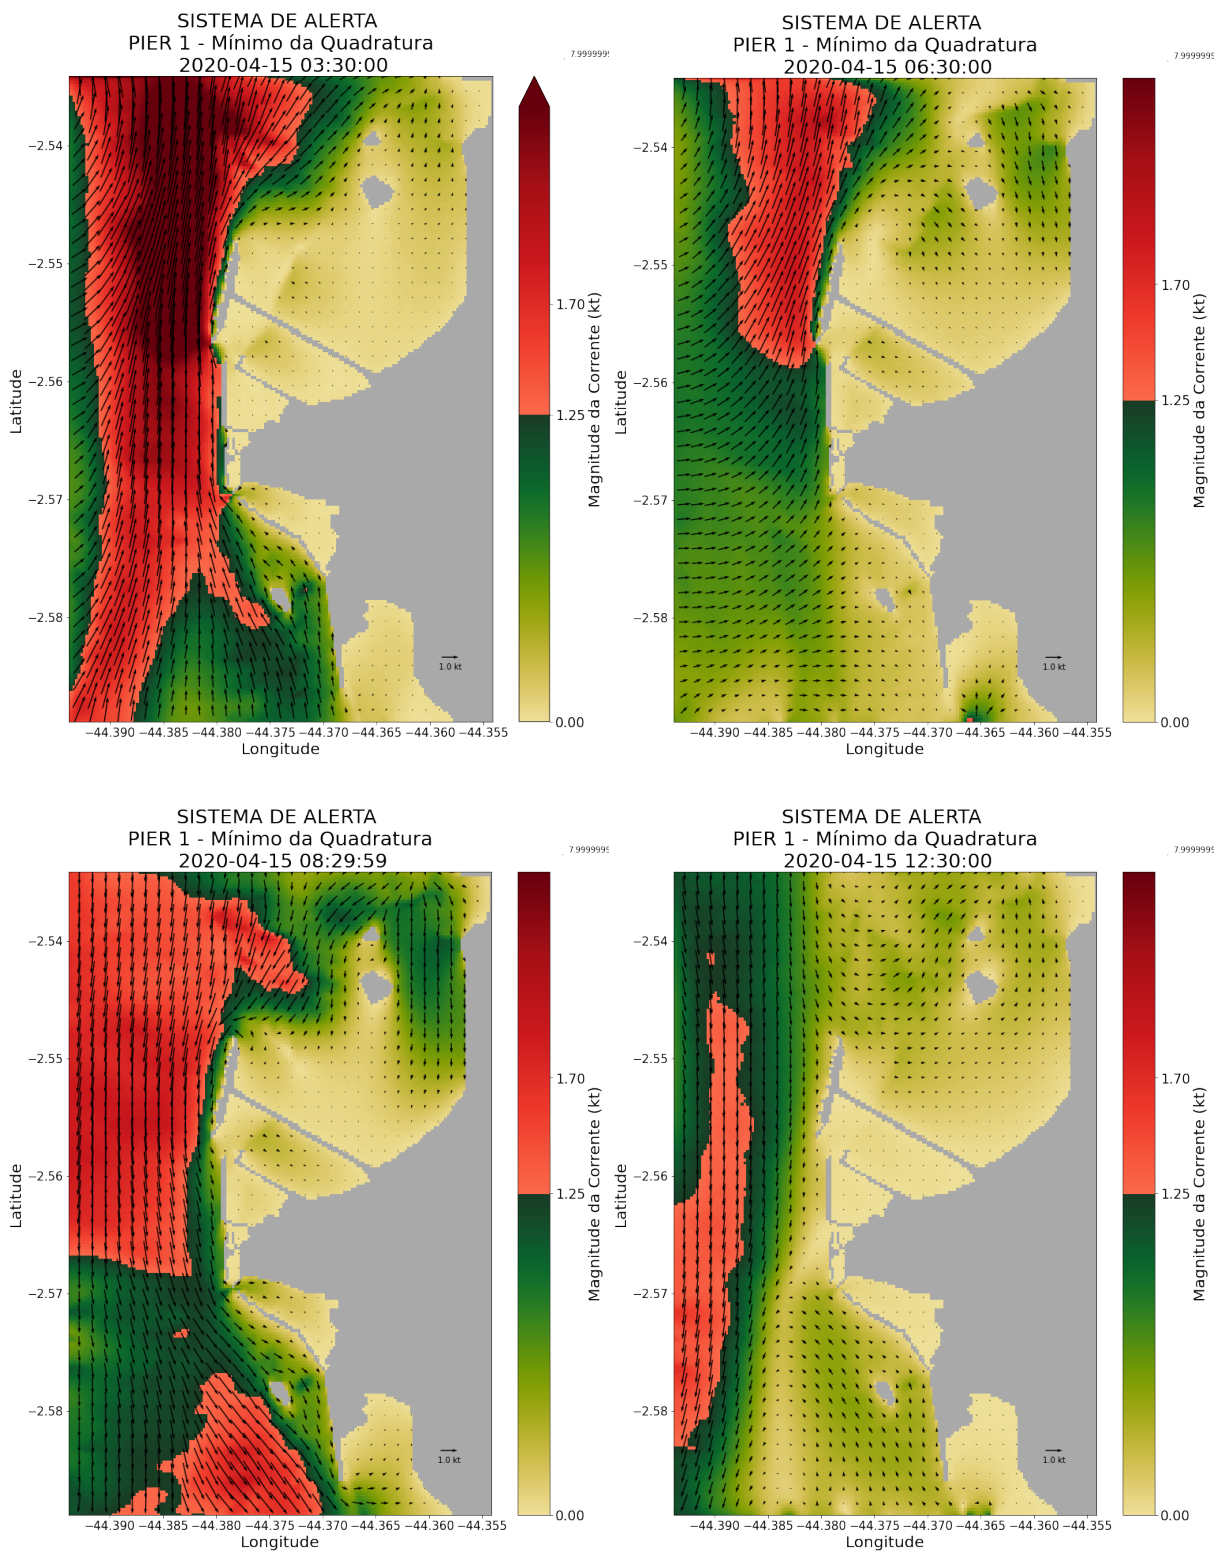 SISTEMA DE ALERTA
PIER 1 - Mínimo da Quadratura
2020-04-15 03:30:00
7.9999999
−2.54
−2.55
−2.56
−2.57
−2.58
Latitude
1.70
1.25
0.00
Magnitude da Corrente (kt)
1.0 kt
−44.390 −44.385 −44.380 −44.375 −44.370 −44.365 −44.360 −44.355
Longitude
SISTEMA DE ALERTA
PIER 1 - Mínimo da Quadratura
2020-04-15 06:30:00
7.9999999
−2.54
−2.55
−2.56
−2.57
−2.58
Latitude
1.70
1.25
0.00
Magnitude da Corrente (kt)
1.0 kt
−44.390 −44.385 −44.380 −44.375 −44.370 −44.365 −44.360 −44.355
Longitude
SISTEMA DE ALERTA
PIER 1 - Mínimo da Quadratura
2020-04-15 08:29:59
7.9999999
−2.54
−2.55
−2.56
−2.57
−2.58
Latitude
1.70
1.25
0.00
Magnitude da Corrente (kt)
1.0 kt
−44.390 −44.385 −44.380 −44.375 −44.370 −44.365 −44.360 −44.355
Longitude
SISTEMA DE ALERTA
PIER 1 - Mínimo da Quadratura
2020-04-15 12:30:00
7.9999999
−2.54
−2.55
−2.56
−2.57
−2.58
Latitude
1.70
1.25
0.00
Magnitude da Corrente (kt)
1.0 kt
−44.390 −44.385 −44.380 −44.375 −44.370 −44.365 −44.360 −44.355
Longitude